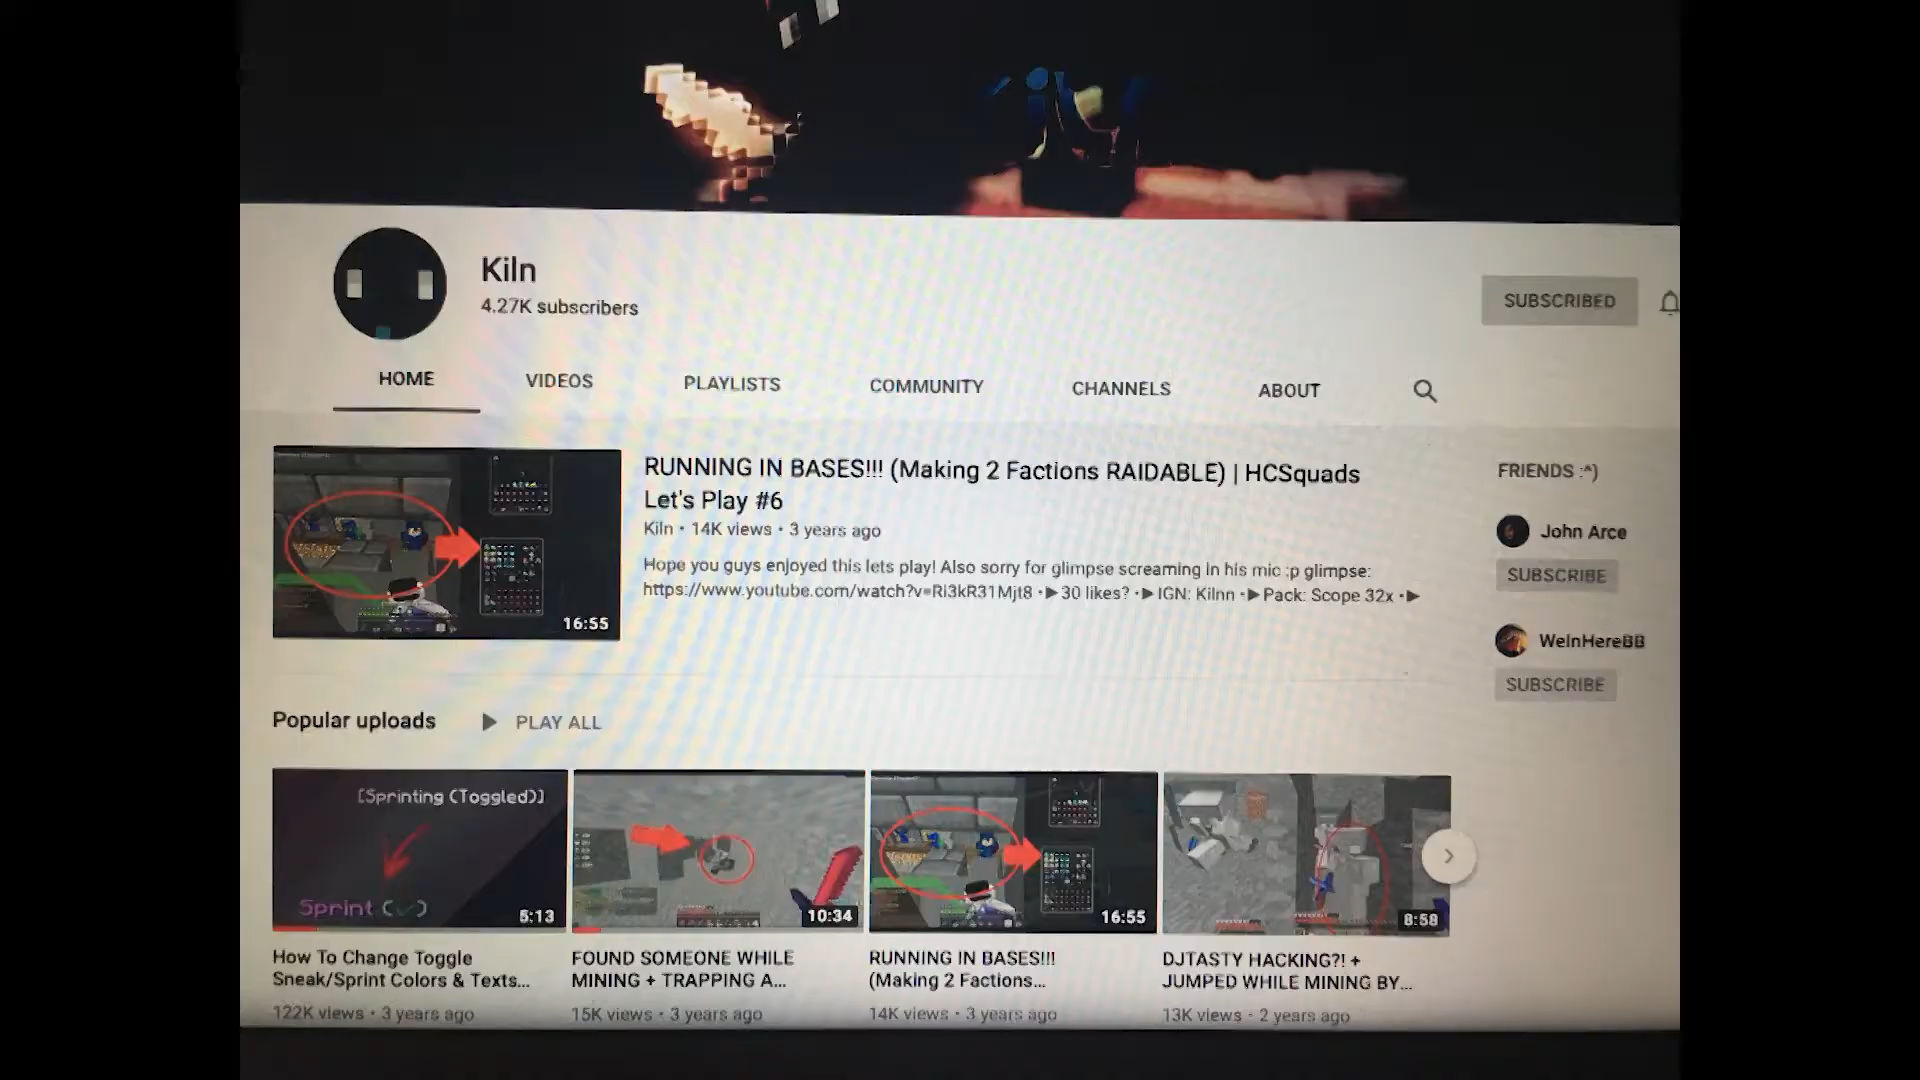 Kiln
4.27K subscribers
SUBSCRIBED
HOME
VIDEOS
PLAYLISTS
COMMUNITY
CHANNELS
ABOUT
16:55
RUNNING IN BASES!!! (Making 2 Factions RAIDABLE) | HCSquads
Let's Play #6
Kiln • 14K views • 3 years ago
Hope you guys enjoyed this lets play! Also sorry for glimpse screaming in his mic :p glimpse:
https://www.youtube.com/watch?v=Ri3kR31Mjt8 •►30 likes? •►IGN: Kilnn •►Pack: Scope 32x •►
FRIENDS :^)
John Arce
SUBSCRIBE
WeInHereBB
SUBSCRIBE
Popular uploads
PLAY ALL
[Sprinting (Toggled)]
Sprint (✓)
5:13
10:34
16:55
8:58
How To Change Toggle
Sneak/Sprint Colors & Texts...
122K views • 3 years ago
FOUND SOMEONE WHILE
MINING + TRAPPING A...
15K views • 3 years ago
RUNNING IN BASES!!!
(Making 2 Factions...
14K views • 3 years ago
DJTASTY HACKING?! +
JUMPED WHILE MINING BY...
13K views • 2 years ago